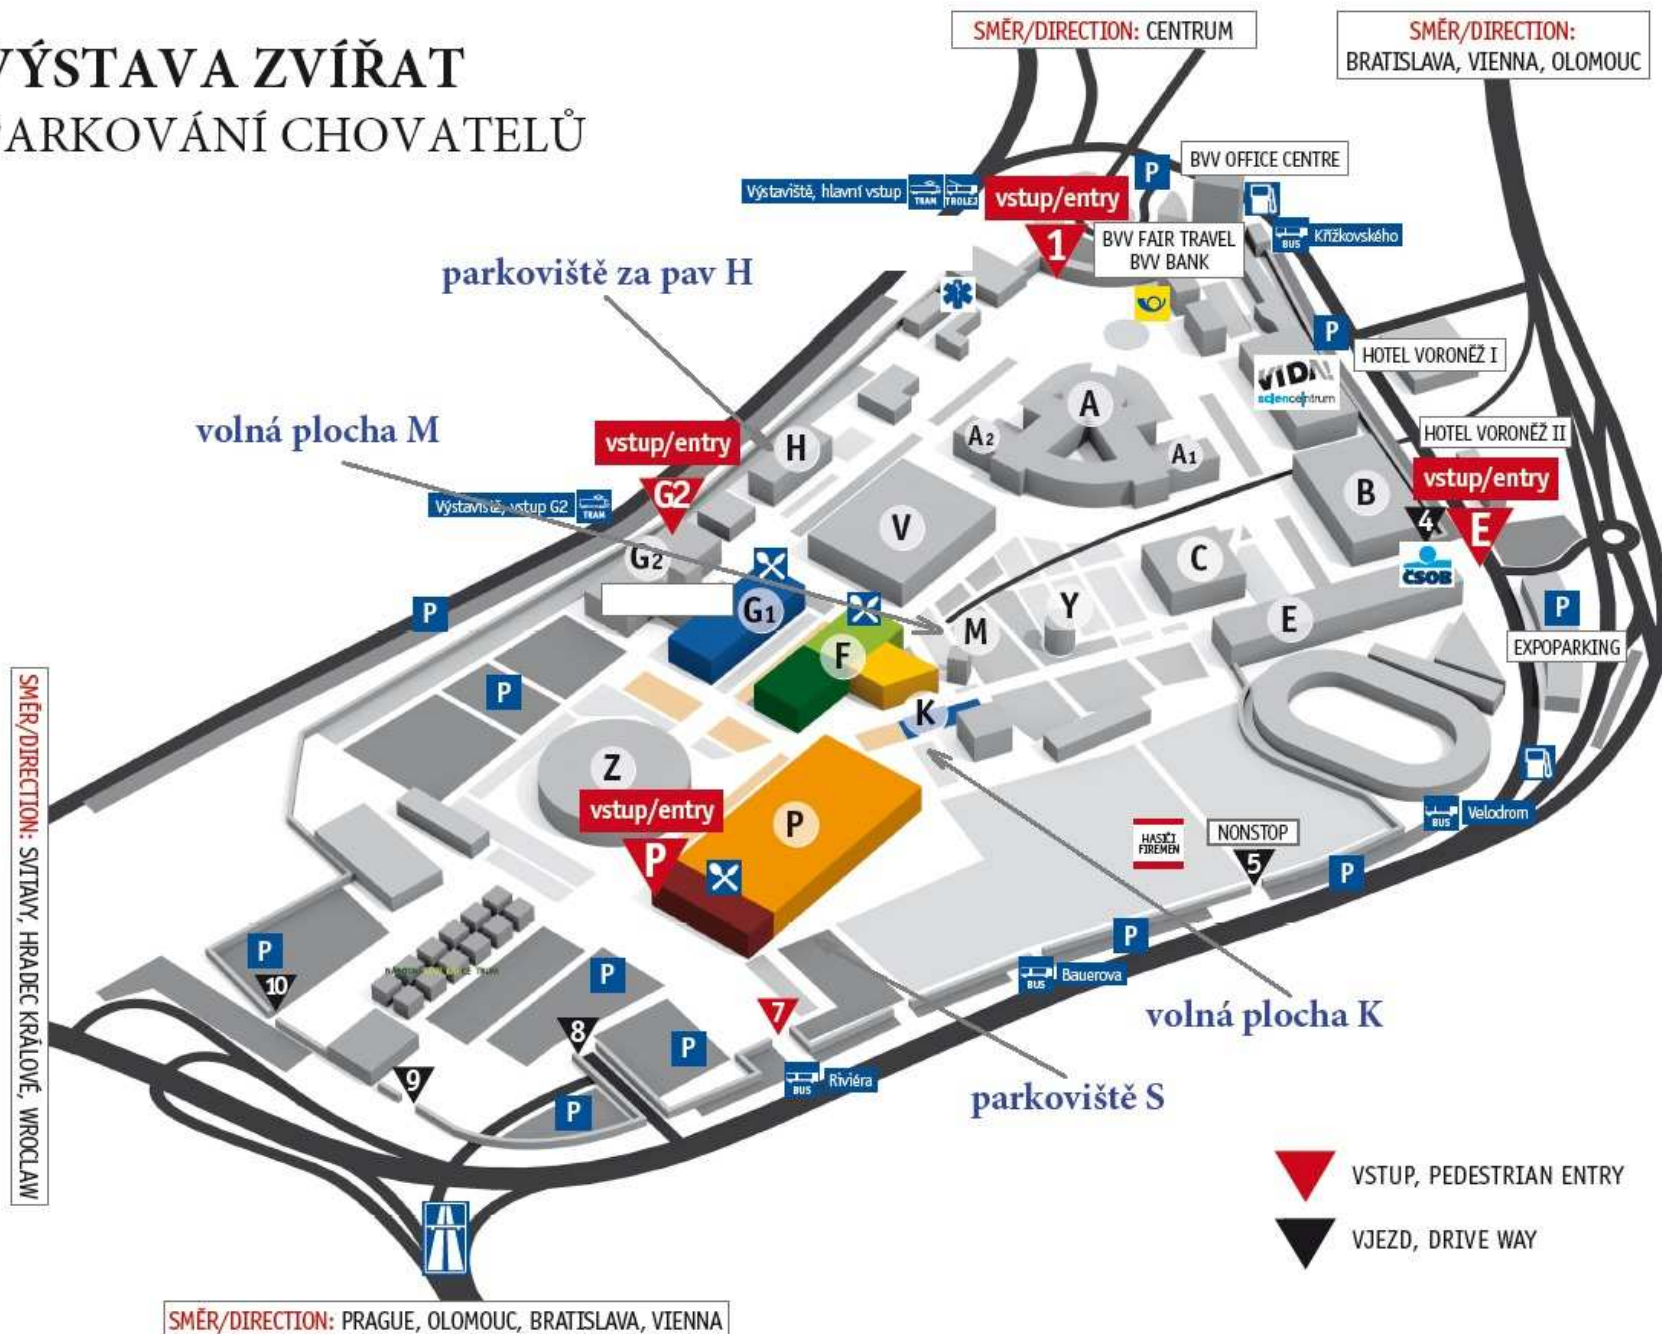 VÝSTAVA ZVÍŘAT
PARKOVÁNÍ CHOVATELŮ
SMĚR/DIRECTION: CENTRUM
SMĚR/DIRECTION:
BRATISLAVA, VIENNA, OLOMOUC
BVV OFFICE CENTRE
P
Výstaviště, hlavní vstup
TRAM
TROLEJ
vstup/entry
1
BVV FAIR TRAVEL
BVV BANK
BUS
Křížkovského
parkoviště za pav H
P
HOTEL VORONĚŽ I
VIDA!
sciencentrum
A
A2
A1
volná plocha M
vstup/entry
G2
H
HOTEL VORONĚŽ II
vstup/entry
E
B
4
ČSOB
Výstaviště, vstup G2
TRAM
V
G2
C
G1
P
Y
M
E
P
EXPOPARKING
F
P
K
Z
vstup/entry
P
P
HASIČI
FIREMEN
NONSTOP
5
BUS
Velodrom
P
P
BUS
Bauerova
P
10
P
volná plocha K
7
8
P
9
BUS
Riviéra
P
parkoviště S
SMĚR/DIRECTION: SVITAVY, HRADEC KRÁLOVÉ, WROCLAW
VSTUP, PEDESTRIAN ENTRY
VJEZD, DRIVE WAY
SMĚR/DIRECTION: PRAGUE, OLOMOUC, BRATISLAVA, VIENNA